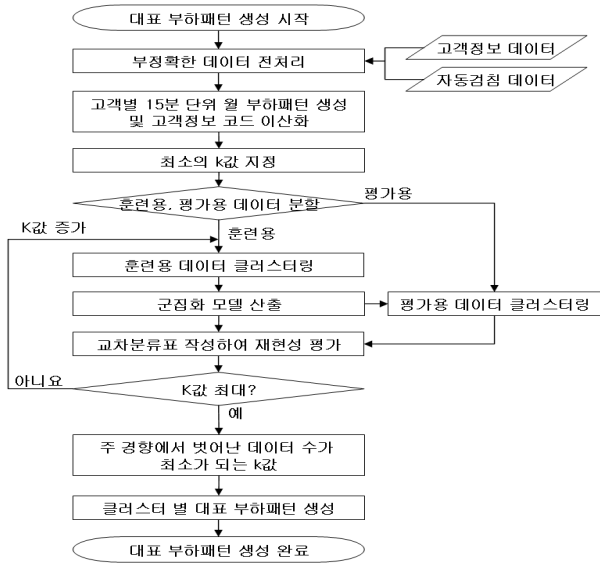 대표 부하패턴 생성 시작
부정확한 데이터 전처리
고객정보 데이터
자동검침 데이터
고객별 15분 단위 월 부하패턴 생성
및 고객정보 코드 이산화
최소의 k값 지정
훈련용, 평가용 데이터 분할
평가용
K값 증가
훈련용
훈련용 데이터 클러스터링
군집화 모델 산출
평가용 데이터 클러스터링
교차분류표 작성하여 재현성 평가
아니요
K값 최대?
예
주 경향에서 벗어난 데이터 수가
최소가 되는 k값
클러스터 별 대표 부하패턴 생성
대표 부하패턴 생성 완료